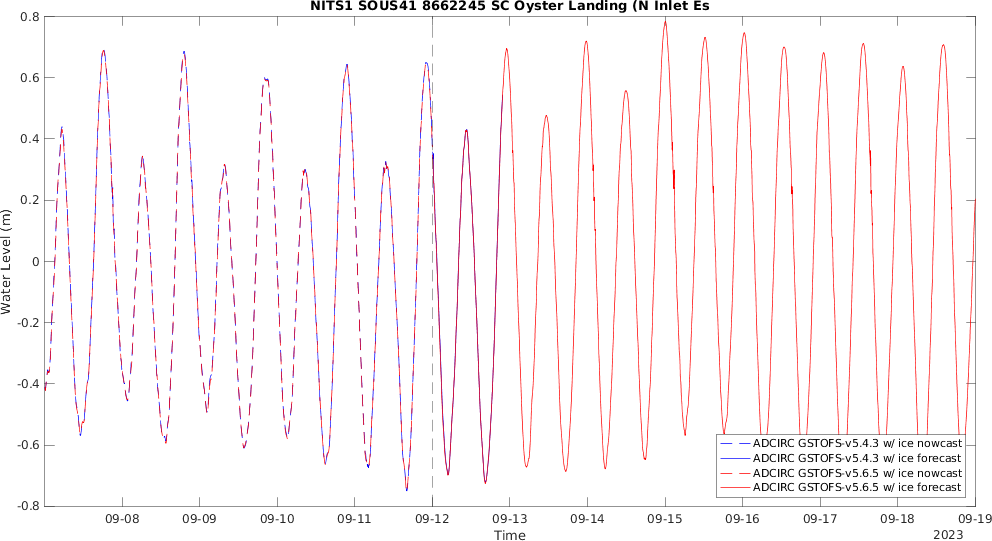 NITS1 SOUS41 8662245 SC Oyster Landing (N Inlet Es
0.8
0.6
0.4
0.2
0
-0.2
-0.4
-0.6
-0.8
Water Level (m)
ADCIRC GSTOFS-v5.4.3 w/ ice nowcast
ADCIRC GSTOFS-v5.4.3 w/ ice forecast
ADCIRC GSTOFS-v5.6.5 w/ ice nowcast
ADCIRC GSTOFS-v5.6.5 w/ ice forecast
09-08 09-09 09-10 09-11 09-12 09-13 09-14 09-15 09-16 09-17 09-18 09-19
Time
2023